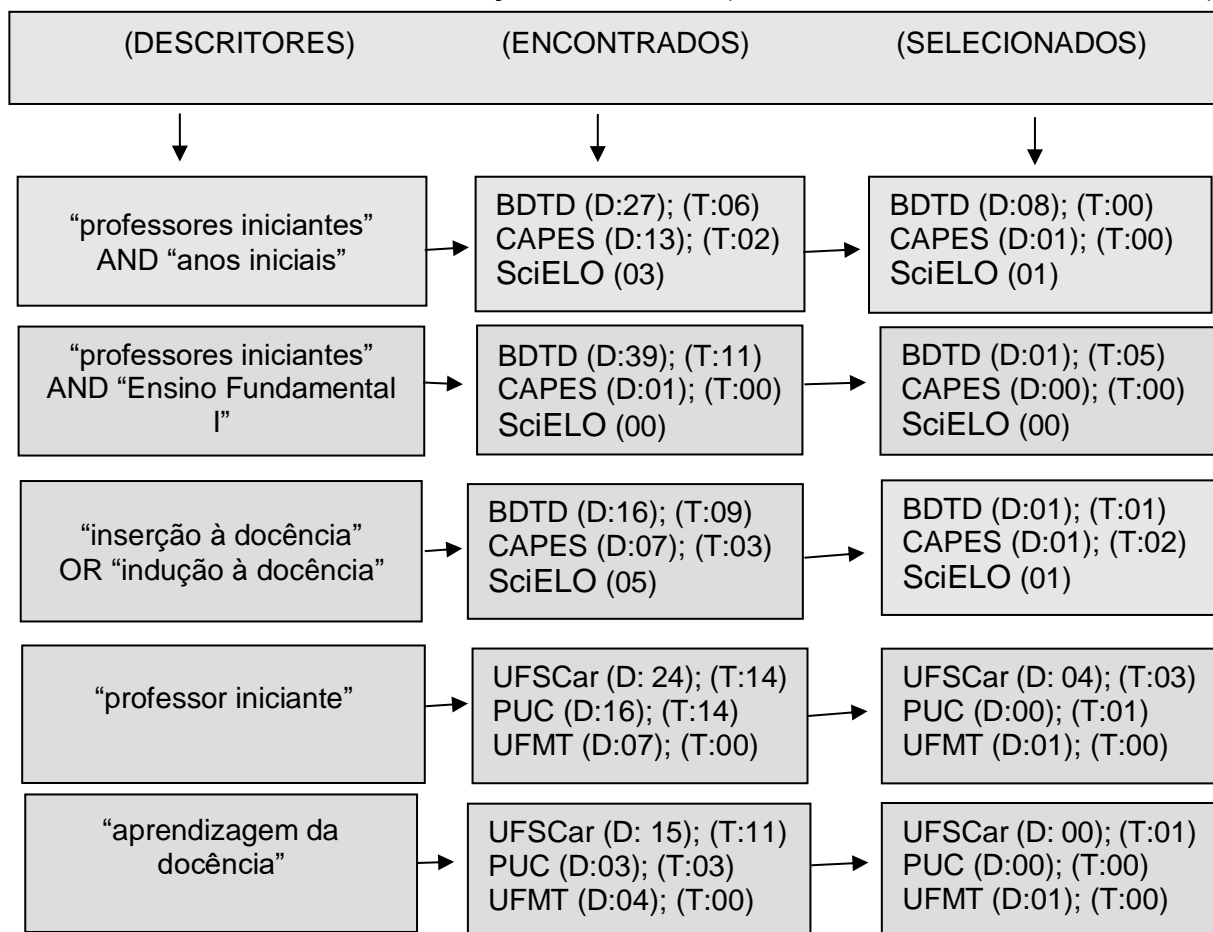 (DESCRITORES) (ENCONTRADOS) (SELECIONADOS)
“professores iniciantes”
AND “anos iniciais”
BDTD (D:27); (T:06)
CAPES (D:13); (T:02)
SciELO (03)
BDTD (D:08); (T:00)
CAPES (D:01); (T:00)
SciELO (01)
“professores iniciantes”
AND “Ensino Fundamental
I”
BDTD (D:39); (T:11)
CAPES (D:01); (T:00)
SciELO (00)
BDTD (D:01); (T:05)
CAPES (D:00); (T:00)
SciELO (00)
“inserção à docência”
OR “indução à docência”
BDTD (D:16); (T:09)
CAPES (D:07); (T:03)
SciELO (05)
BDTD (D:01); (T:01)
CAPES (D:01); (T:02)
SciELO (01)
“professor iniciante”
UFSCar (D: 24); (T:14)
PUC (D:16); (T:14)
UFMT (D:07); (T:00)
UFSCar (D: 04); (T:03)
PUC (D:00); (T:01)
UFMT (D:01); (T:00)
“aprendizagem da
docência”
UFSCar (D: 15); (T:11)
PUC (D:03); (T:03)
UFMT (D:04); (T:00)
UFSCar (D: 00); (T:01)
PUC (D:00); (T:00)
UFMT (D:01); (T:00)